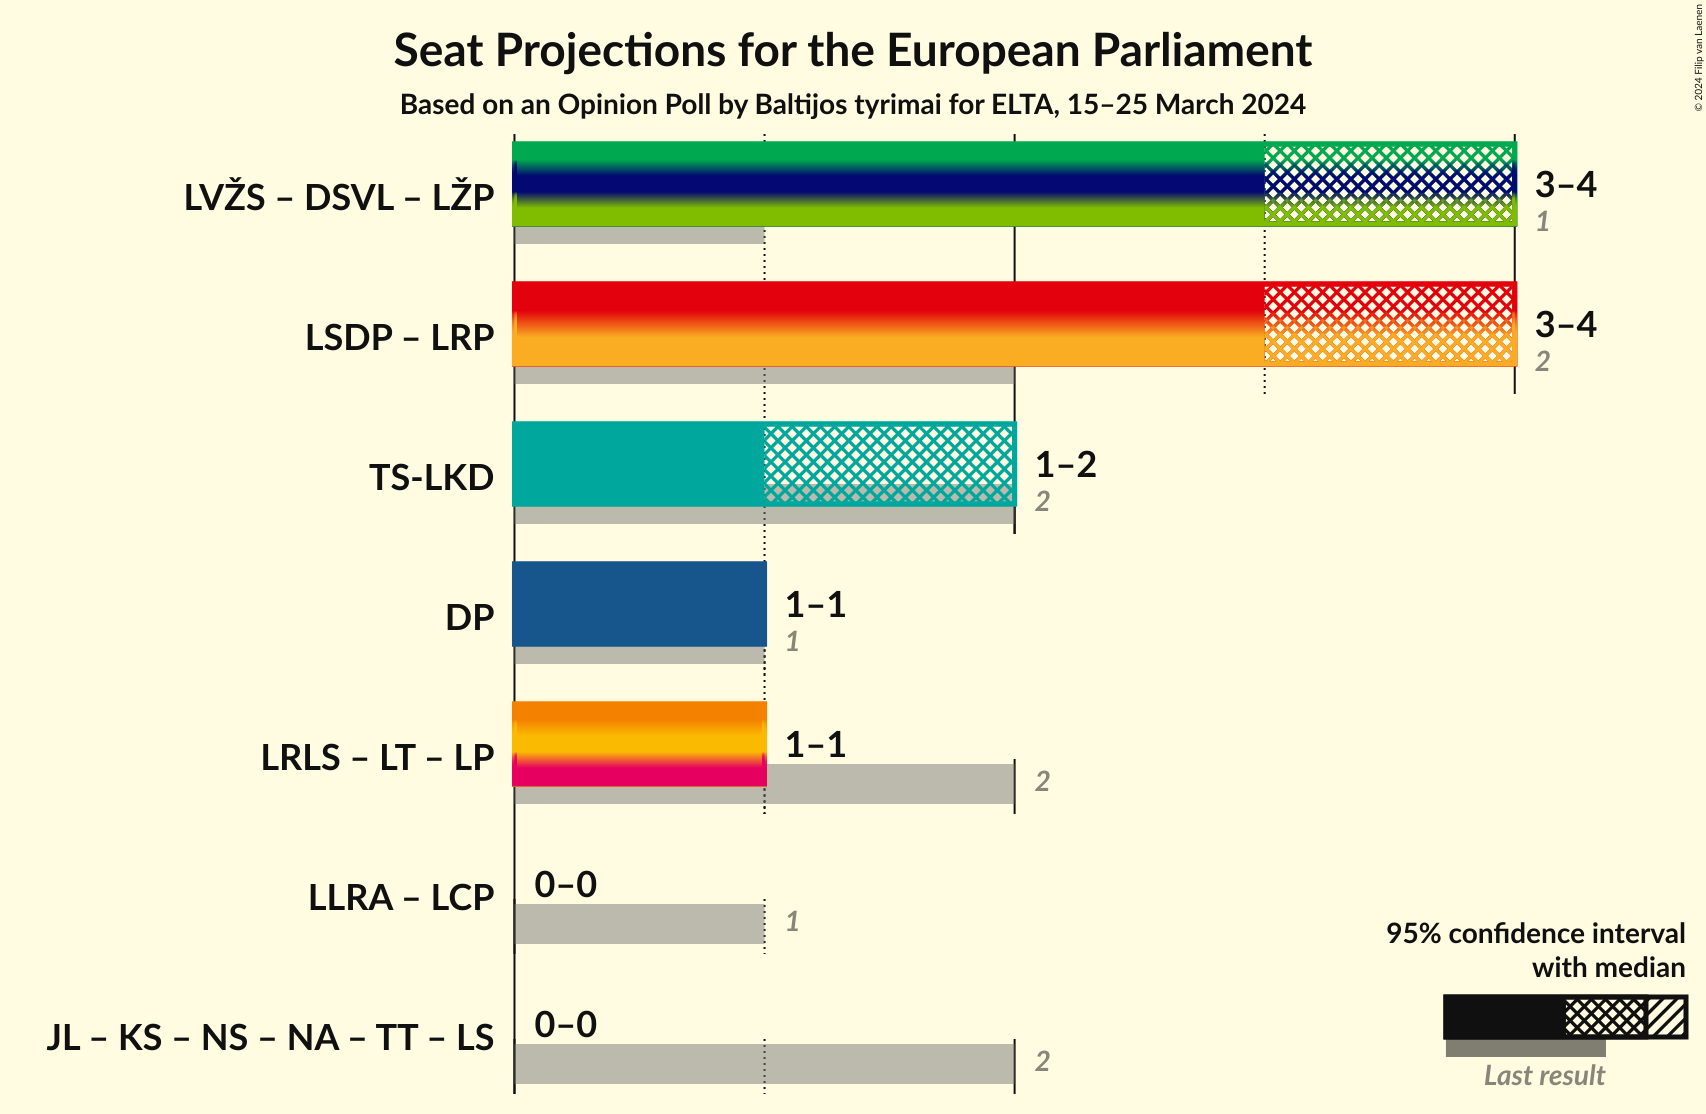 Seat Projections for the European Parliament
Based on an Opinion Poll by Baltijos tyrimai for ELTA, 15–25 March 2024
© 2024 Filip van Laenen
LVŽS – DSVL – LŽP
3–4
1
LSDP – LRP
3–4
2
TS-LKD
1–2
2
DP
1–1
1
LRLS – LT – LP
1–1
2
LLRA – LCP
0–0
1
JL – KS – NS – NA – TT – LS
0–0
2
95% confidence interval
with median
Last result